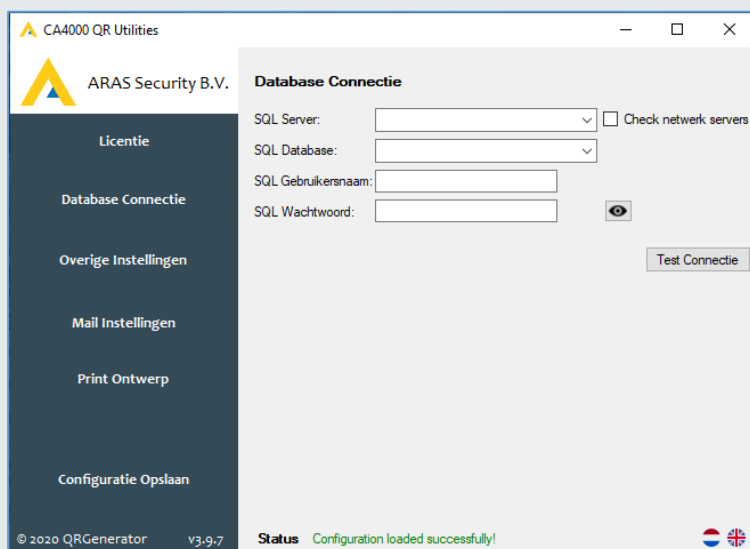 CA4000 QR Utilities
ARAS Security B.V.
Licentie
Database Connectie
Overige Instellingen
Mail Instellingen
Print Ontwerp
Configuratie Opslaan
© 2020 QRGenerator v3.9.7
Database Connectie
SQL Server: Check netwerk servers
SQL Database:
SQL Gebruikersnaam:
SQL Wachtwoord:
Test Connectie
Status Configuration loaded successfully!